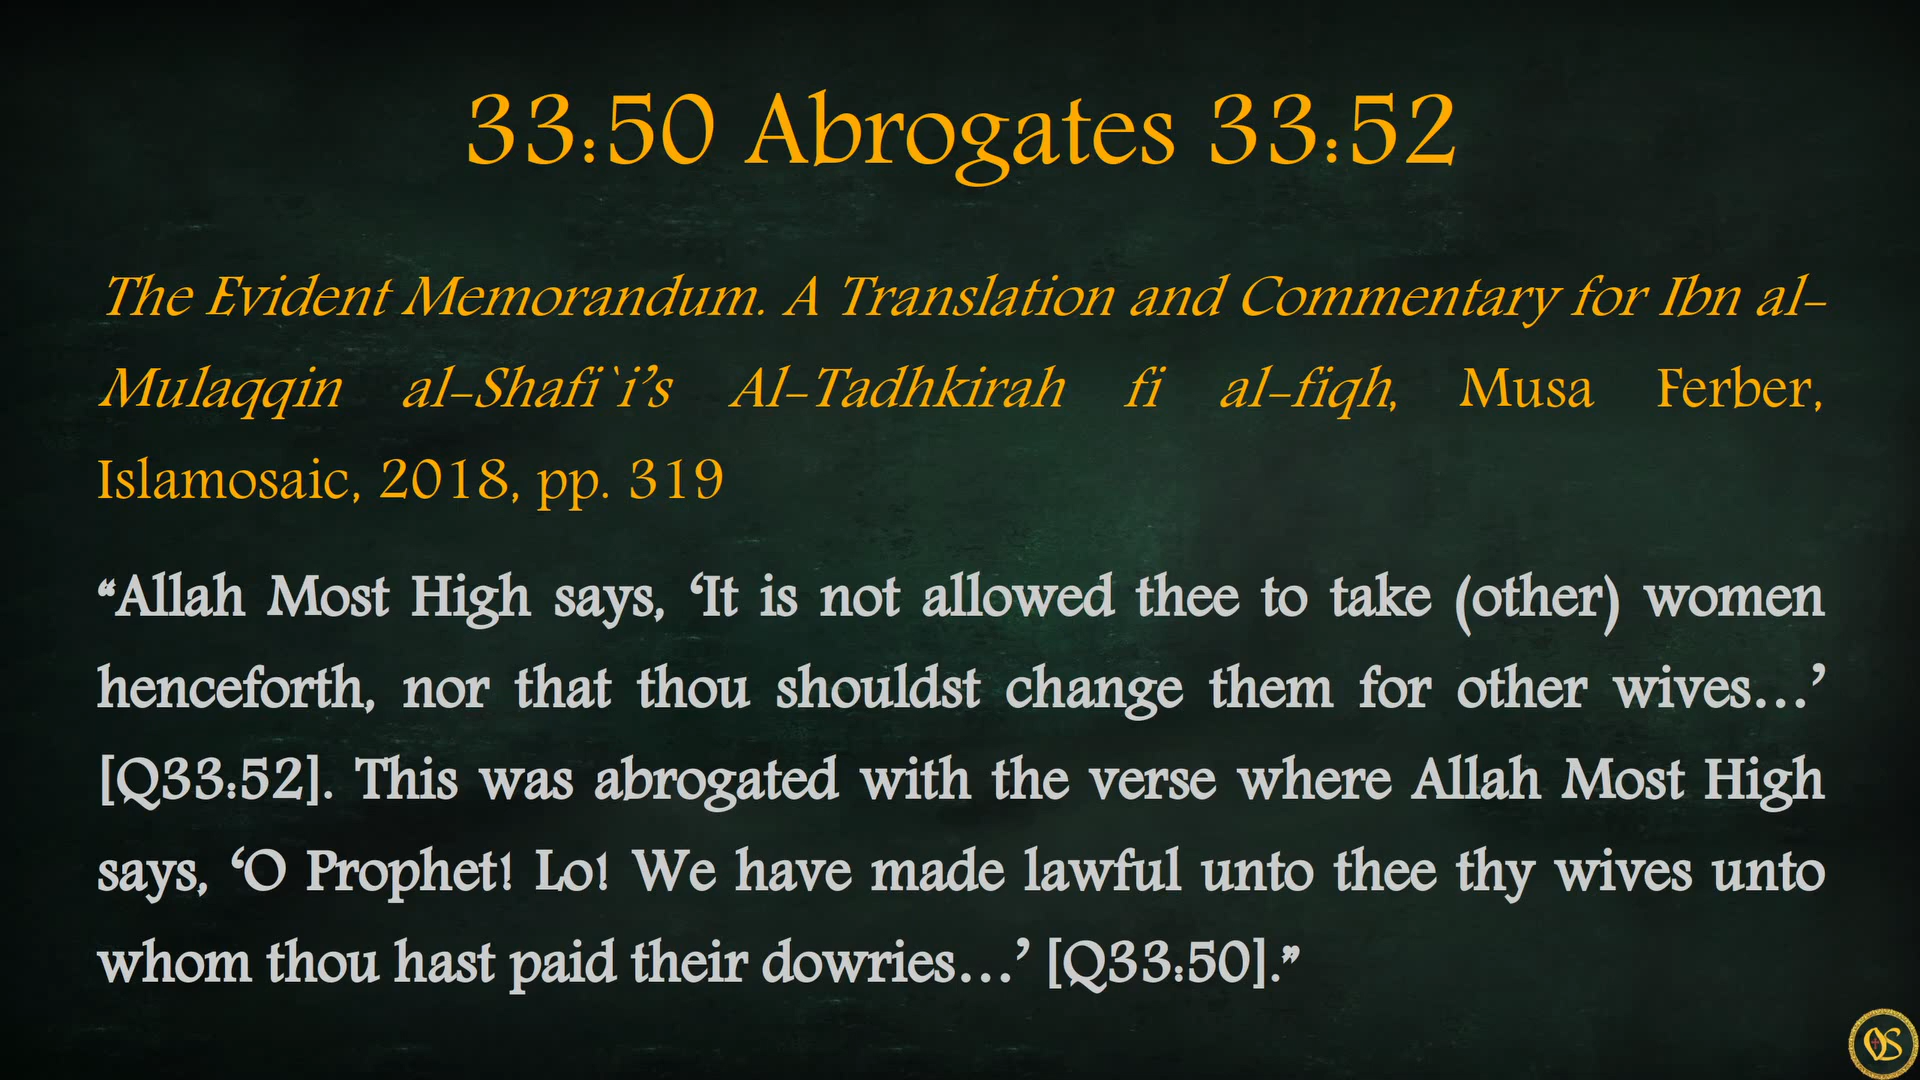 33:50 Abrogates 33:52
The Evident Memorandum. A Translation and Commentary for Ibn al-
Mulaqqin al-Shafi`i’s Al-Tadhkirah fi al-fiqh, Musa Ferber,
Islamosaic, 2018, pp. 319
“Allah Most High says, ‘It is not allowed thee to take (other) women
henceforth, nor that thou shouldst change them for other wives…’
[Q33:52]. This was abrogated with the verse where Allah Most High
says, ‘O Prophet! Lo! We have made lawful unto thee thy wives unto
whom thou hast paid their dowries…’ [Q33:50].”